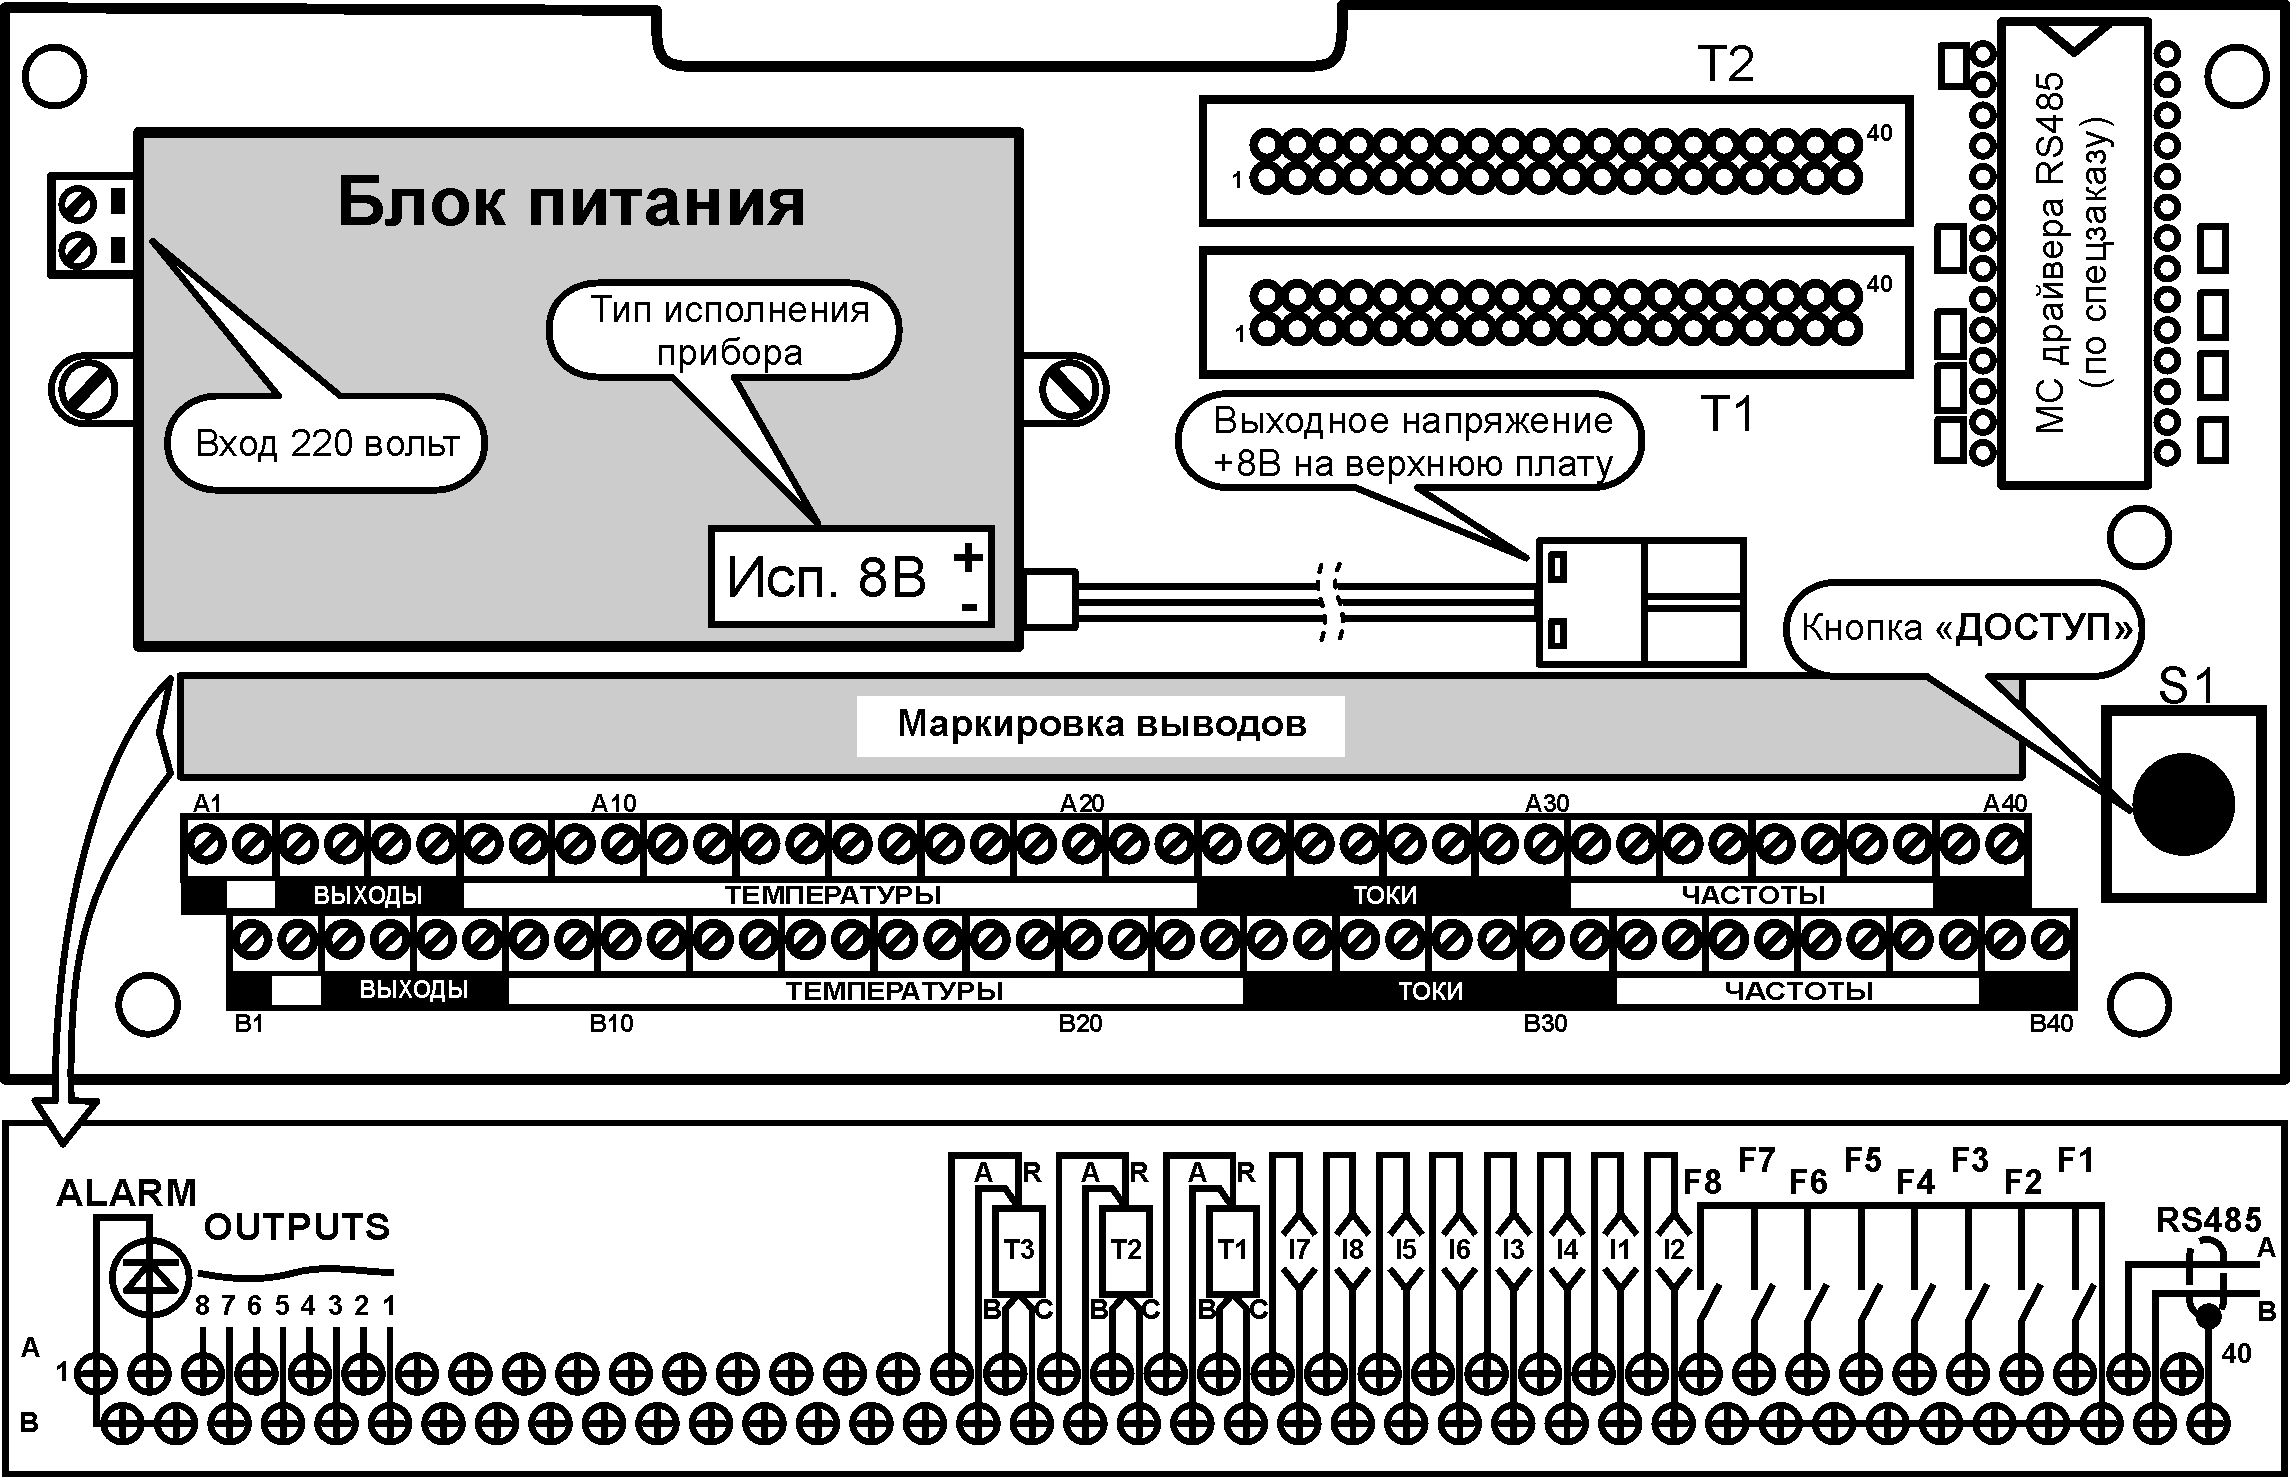 T2
40
1
40
1
T1
МС драйвера RS485
(по спецзаказу)
Блок питания
Тип исполнения
прибора
Вход 220 вольт
Выходное напряжение
+8В на верхнюю плату
Исп. 8В
+
-
Кнопка «ДОСТУП»
S1
Маркировка выводов
A1 A10 A20 A30 A40
ВЫХОДЫ ТЕМПЕРАТУРЫ ТОКИ ЧАСТОТЫ
ВЫХОДЫ ТЕМПЕРАТУРЫ ТОКИ ЧАСТОТЫ
B1 B10 B20 B30 B40
ALARM
OUTPUTS
8 7 6 5 4 3 2 1
A R A R A R
T3 T2 T1
B C B C B C
I7 I8 I5 I6 I3 I4 I1 I2
F8 F7 F6 F5 F4 F3 F2 F1
RS485
A
B
A
1
40
B